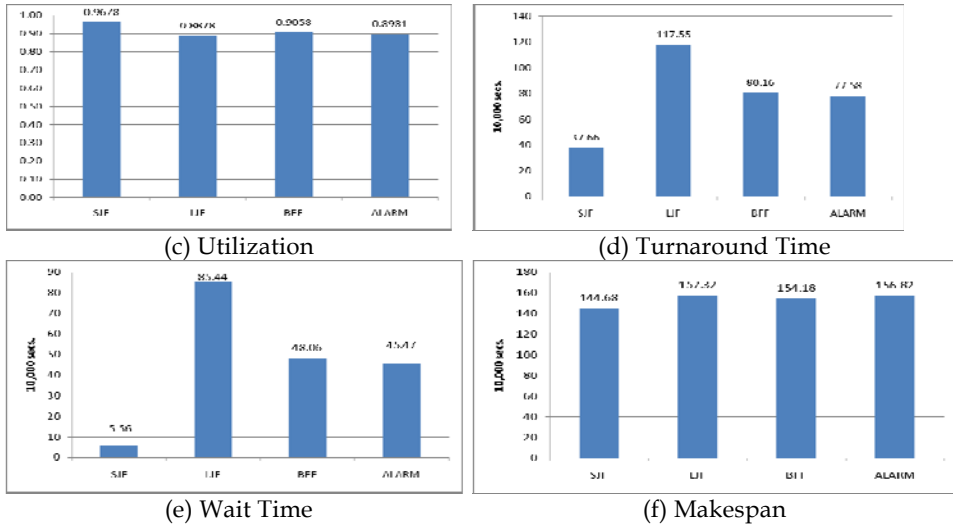 1.00
0.90
0.80
0.70
0.60
0.50
0.40
0.30
0.20
0.10
0.00
0.9678
0.8878
0.9058
0.8981
SJF
LJF
BFF
ALARM
(c) Utilization
10,000 secs.
140
120
100
80
60
40
20
0
37.66
117.55
80.16
77.58
SJF
LJF
BFF
ALARM
(d) Turnaround Time
10,000 secs.
90
80
70
60
50
40
30
20
10
0
5.56
85.44
48.06
45.47
SJF
LJF
BFF
ALARM
(e) Wait Time
10,000 secs.
180
160
140
120
100
80
60
40
20
0
144.68
157.32
154.18
156.82
SJF
LJF
BFF
ALARM
(f) Makespan